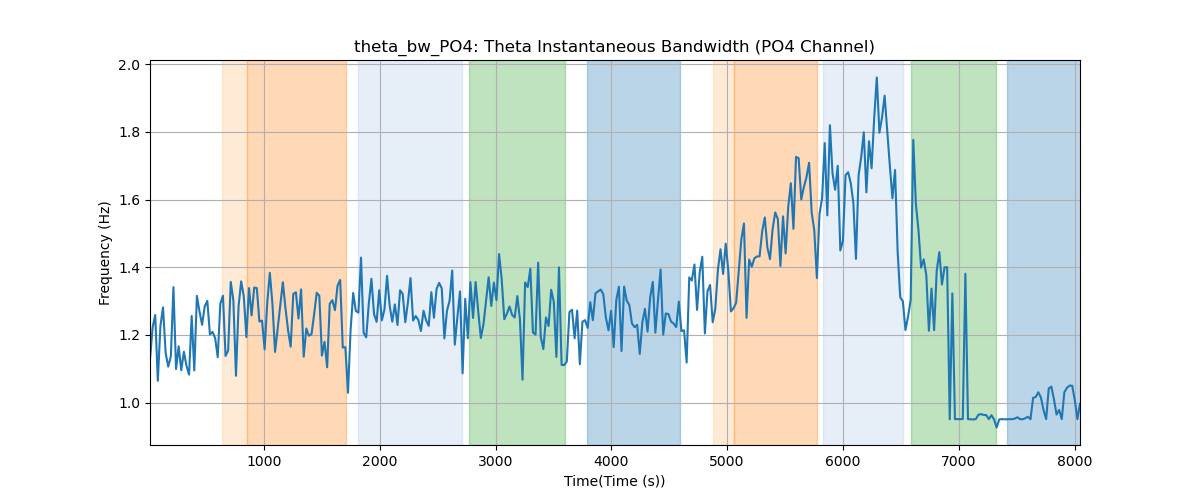 theta_bw_PO4: Theta Instantaneous Bandwidth (PO4 Channel)
Frequency (Hz)
2.0
1.8
1.6
1.4
1.2
1.0
1000 2000 3000 4000 5000 6000 7000 8000
Time(Time (s))